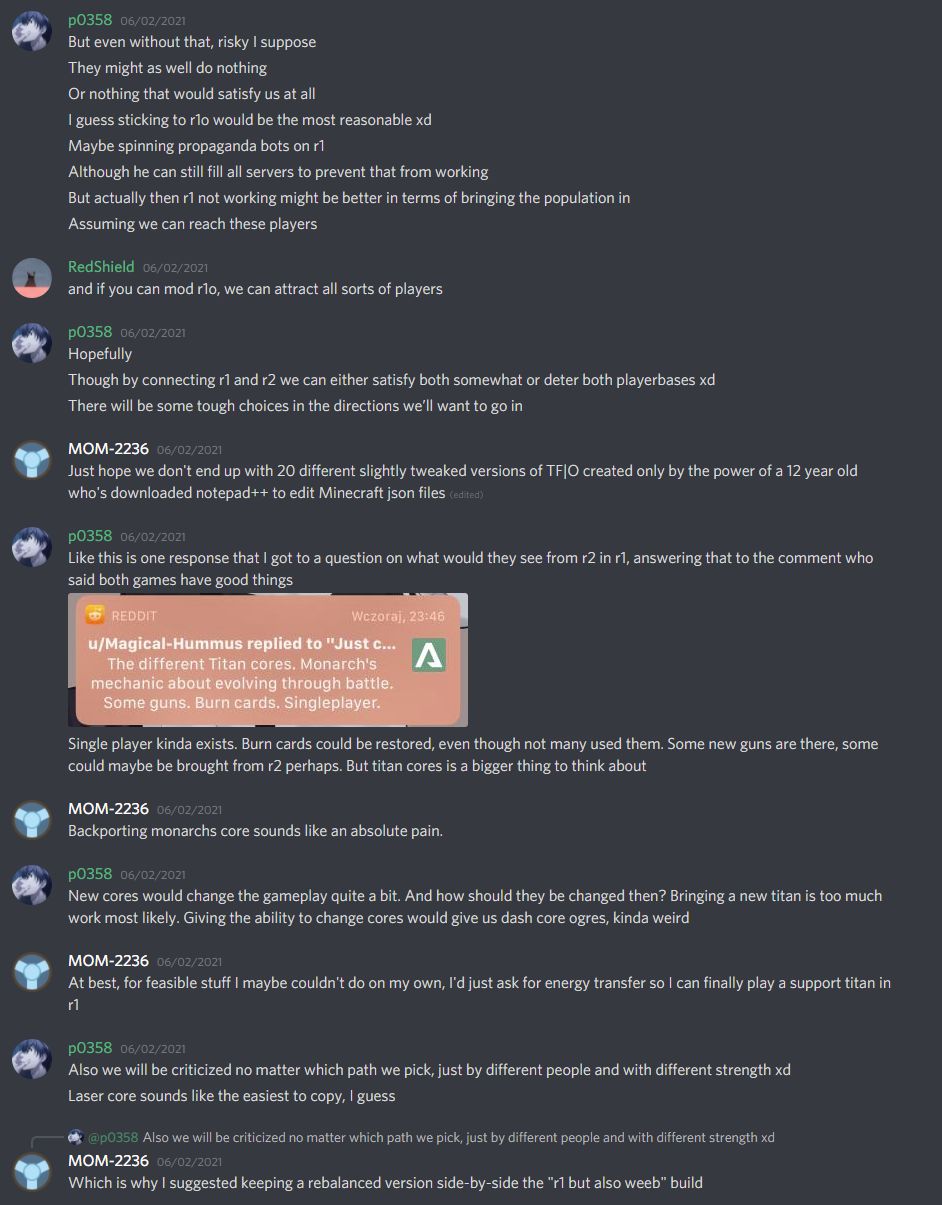 p0358 06/02/2021
But even without that, risky I suppose
They might as well do nothing
Or nothing that would satisfy us at all
I guess sticking to r1o would be the most reasonable xd
Maybe spinning propaganda bots on r1
Although he can still fill all servers to prevent that from working
But actually then r1 not working might be better in terms of bringing the population in
Assuming we can reach these players
RedShield 06/02/2021
and if you can mod r1o, we can attract all sorts of players
p0358 06/02/2021
Hopefully
Though by connecting r1 and r2 we can either satisfy both somewhat or deter both playerbases xd
There will be some tough choices in the directions we'll want to go in
MOM-2236 06/02/2021
Just hope we don't end up with 20 different slightly tweaked versions of TF|O created only by the power of a 12 year old
who's downloaded notepad++ to edit Minecraft json files (edited)
p0358 06/02/2021
Like this is one response that I got to a question on what would they see from r2 in r1, answering that to the comment who
said both games have good things
REDDIT Wczoraj, 23:46
u/Magical-Hummus replied to "Just c...
The different Titan cores. Monarch's
mechanic about evolving through battle.
Some guns. Burn cards. Singleplayer.
Single player kinda exists. Burn cards could be restored, even though not many used them. Some new guns are there, some
could maybe be brought from r2 perhaps. But titan cores is a bigger thing to think about
MOM-2236 06/02/2021
Backporting monarchs core sounds like an absolute pain.
p0358 06/02/2021
New cores would change the gameplay quite a bit. And how should they be changed then? Bringing a new titan is too much
work most likely. Giving the ability to change cores would give us dash core ogres, kinda weird
MOM-2236 06/02/2021
At best, for feasible stuff I maybe couldn't do on my own, I'd just ask for energy transfer so I can finally play a support titan in
r1
p0358 06/02/2021
Also we will be criticized no matter which path we pick, just by different people and with different strength xd
Laser core sounds like the easiest to copy, I guess
@p0358 Also we will be criticized no matter which path we pick, just by different people and with different strength xd
MOM-2236 06/02/2021
Which is why I suggested keeping a rebalanced version side-by-side the "r1 but also weeb" build